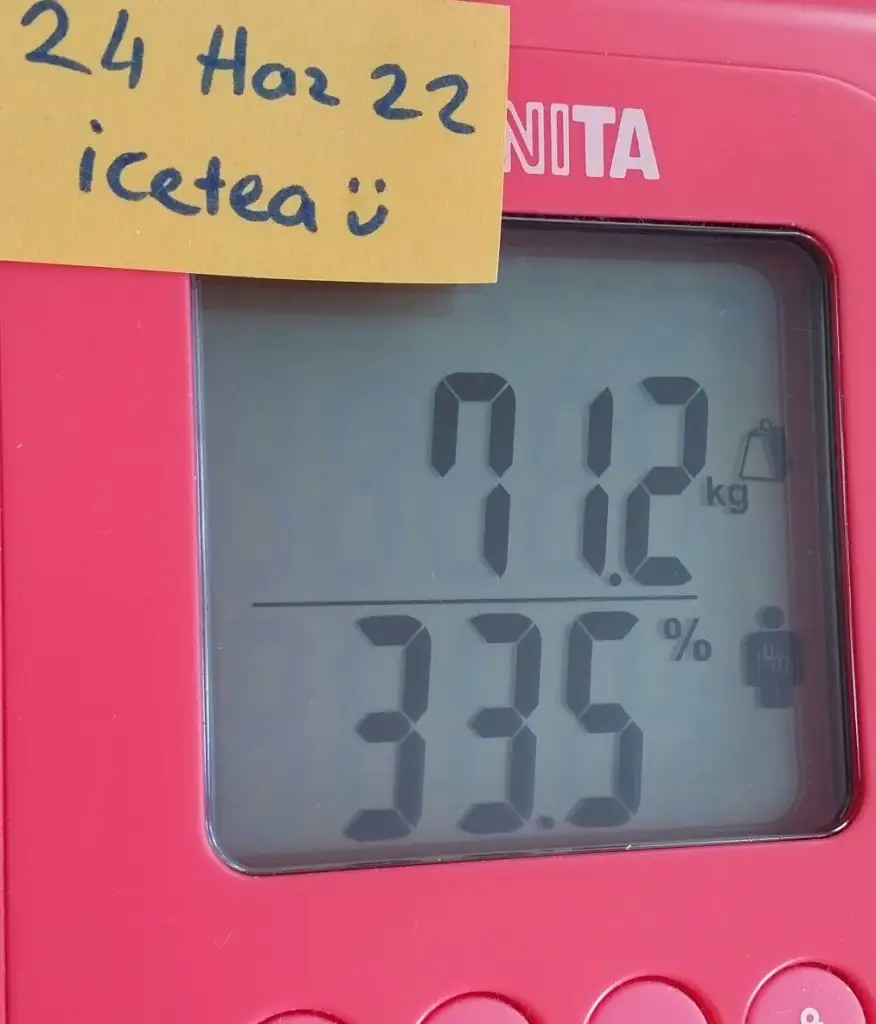 24 Haz 22
icetea :)
NITA
71.2 kg
33.5 %
%